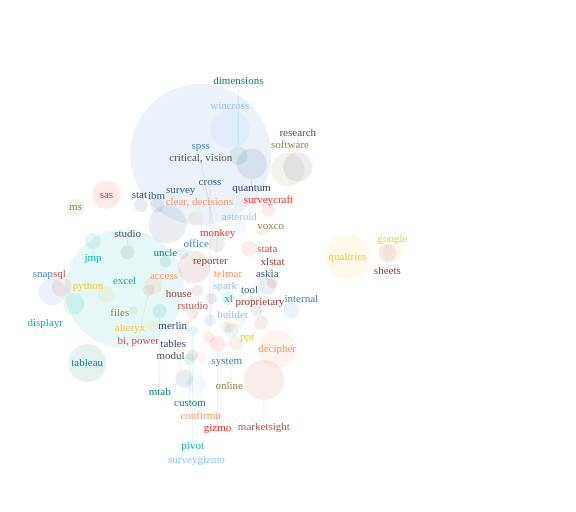 dimensions
wincross
research
software
spss
critical, vision
cross
quantum
sas
stat
ibm
survey
clear, decisions
surveycraft
ms
asteroid
voxco
studio
monkey
google
office
uncle
stata
qualtrics
jmp
reporter
xlstat
sheets
snap
sql
python
excel
access
telmar
askia
spark
tool
house
xl
proprietary
internal
rstudio
files
builder
displayr
alteryx
merlin
ppt
bi, power
tables
decipher
modul
system
tableau
online
mtab
custom
confirmit
gizmo
marketsight
pivot
surveygizmo